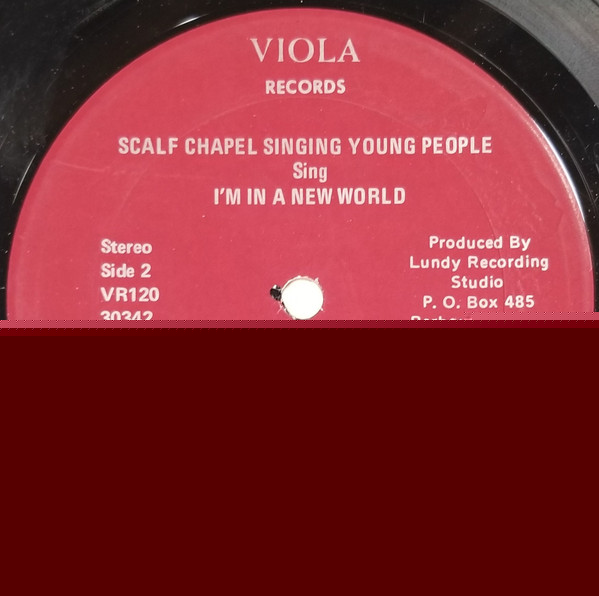 VIOLA
RECORDS
SCALF CHAPEL SINGING YOUNG PEOPLE
Sing
I'M IN A NEW WORLD
Stereo
Side 2
VR120
30342
Produced By
Lundy Recording
Studio
P. O. Box 485